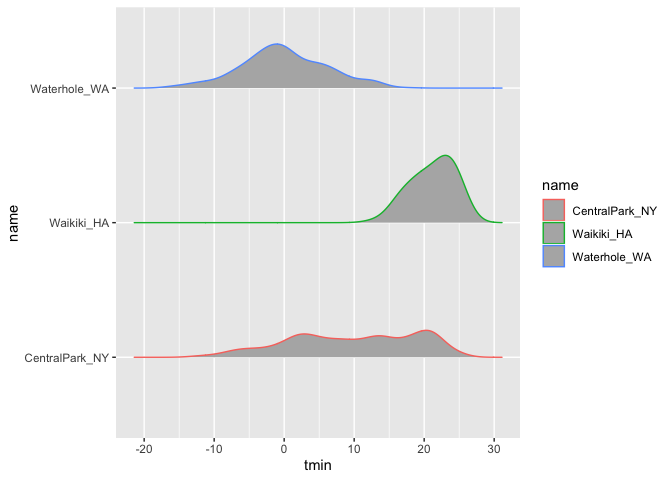 Waterhole_WA
Waikiki_HA
CentralPark_NY
name
-20 -10 0 10 20 30
tmin
name
CentralPark_NY
Waikiki_HA
Waterhole_WA